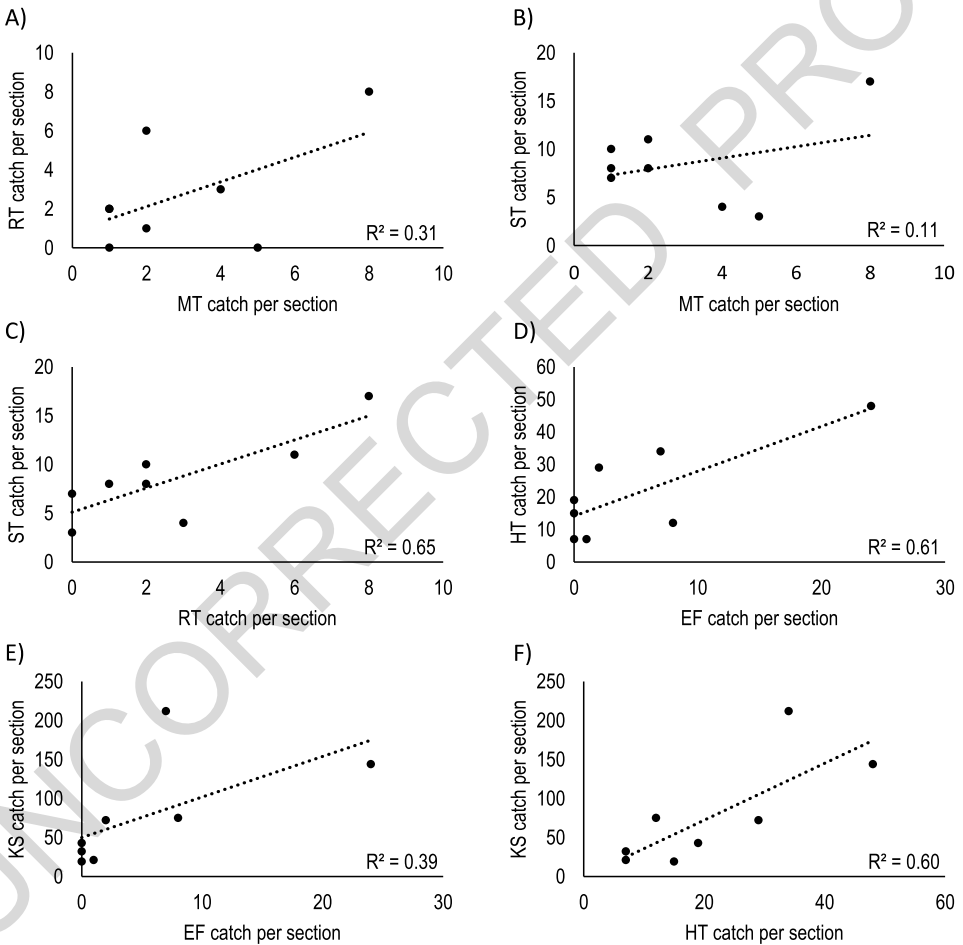 A)
10
8
6
4
2
0
RT catch per section
R² = 0.31
0 2 4 6 8 10
MT catch per section
B)
20
15
10
5
0
ST catch per section
R² = 0.11
0 2 4 6 8 10
MT catch per section
C)
20
15
10
5
0
ST catch per section
R² = 0.65
0 2 4 6 8 10
RT catch per section
D)
60
50
40
30
20
10
0
HT catch per section
R² = 0.61
0 10 20 30
EF catch per section
E)
250
200
150
100
50
0
KS catch per section
R² = 0.39
0 10 20 30
EF catch per section
F)
250
200
150
100
50
0
KS catch per section
R² = 0.60
0 20 40 60
HT catch per section
UNCORRECTED PRO